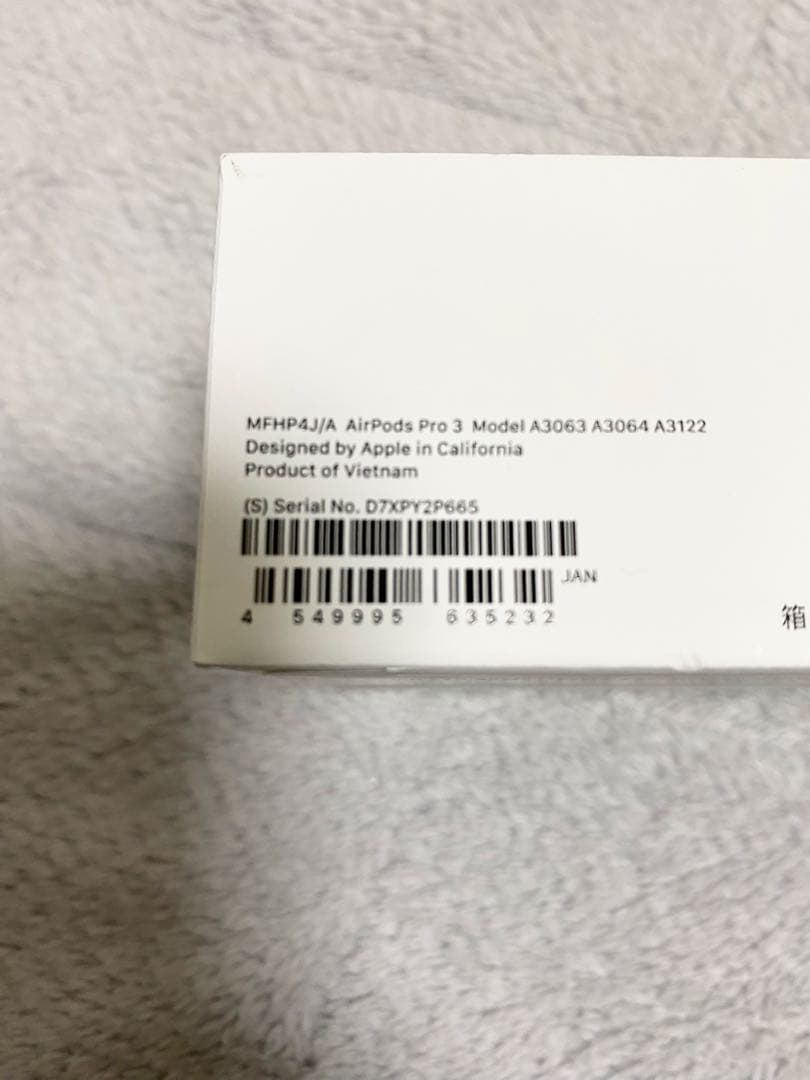 MFHP4J/A AirPods Pro 3 Model A3063 A3064 A3122
Designed by Apple in California
Product of Vietnam
(S) Serial No. D7XPY2P665
JAN
4 549995 635232
箱